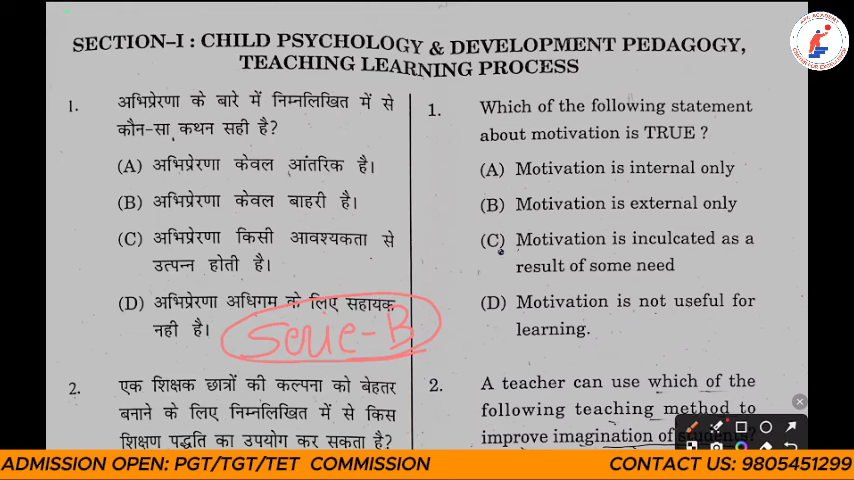 SECTION–I : CHILD PSYCHOLOGY & DEVELOPMENT PEDAGOGY,
TEACHING LEARNING PROCESS
1. अभिप्रेरणा के बारे में निम्नलिखित में से
कौन-सा कथन सही है?
(A) अभिप्रेरणा केवल आंतरिक है।
(B) अभिप्रेरणा केवल बाहरी है।
(C) अभिप्रेरणा किसी आवश्यकता से
उत्पन्न होती है।
(D) अभिप्रेरणा अधिगम के लिए सहायक
नही है।
Serie-B
2. एक शिक्षक छात्रों की कल्पना को बेहतर
बनाने के लिए निम्नलिखित में से किस
शिक्षण पद्धति का उपयोग कर सकता है?
1. Which of the following statement
about motivation is TRUE ?
(A) Motivation is internal only
(B) Motivation is external only
(C) Motivation is inculcated as a
result of some need
(D) Motivation is not useful for
learning.
2. A teacher can use which of the
following teaching method to
improve imagination of students?
ADMISSION OPEN: PGT/TGT/TET COMMISSION
CONTACT US: 9805451299